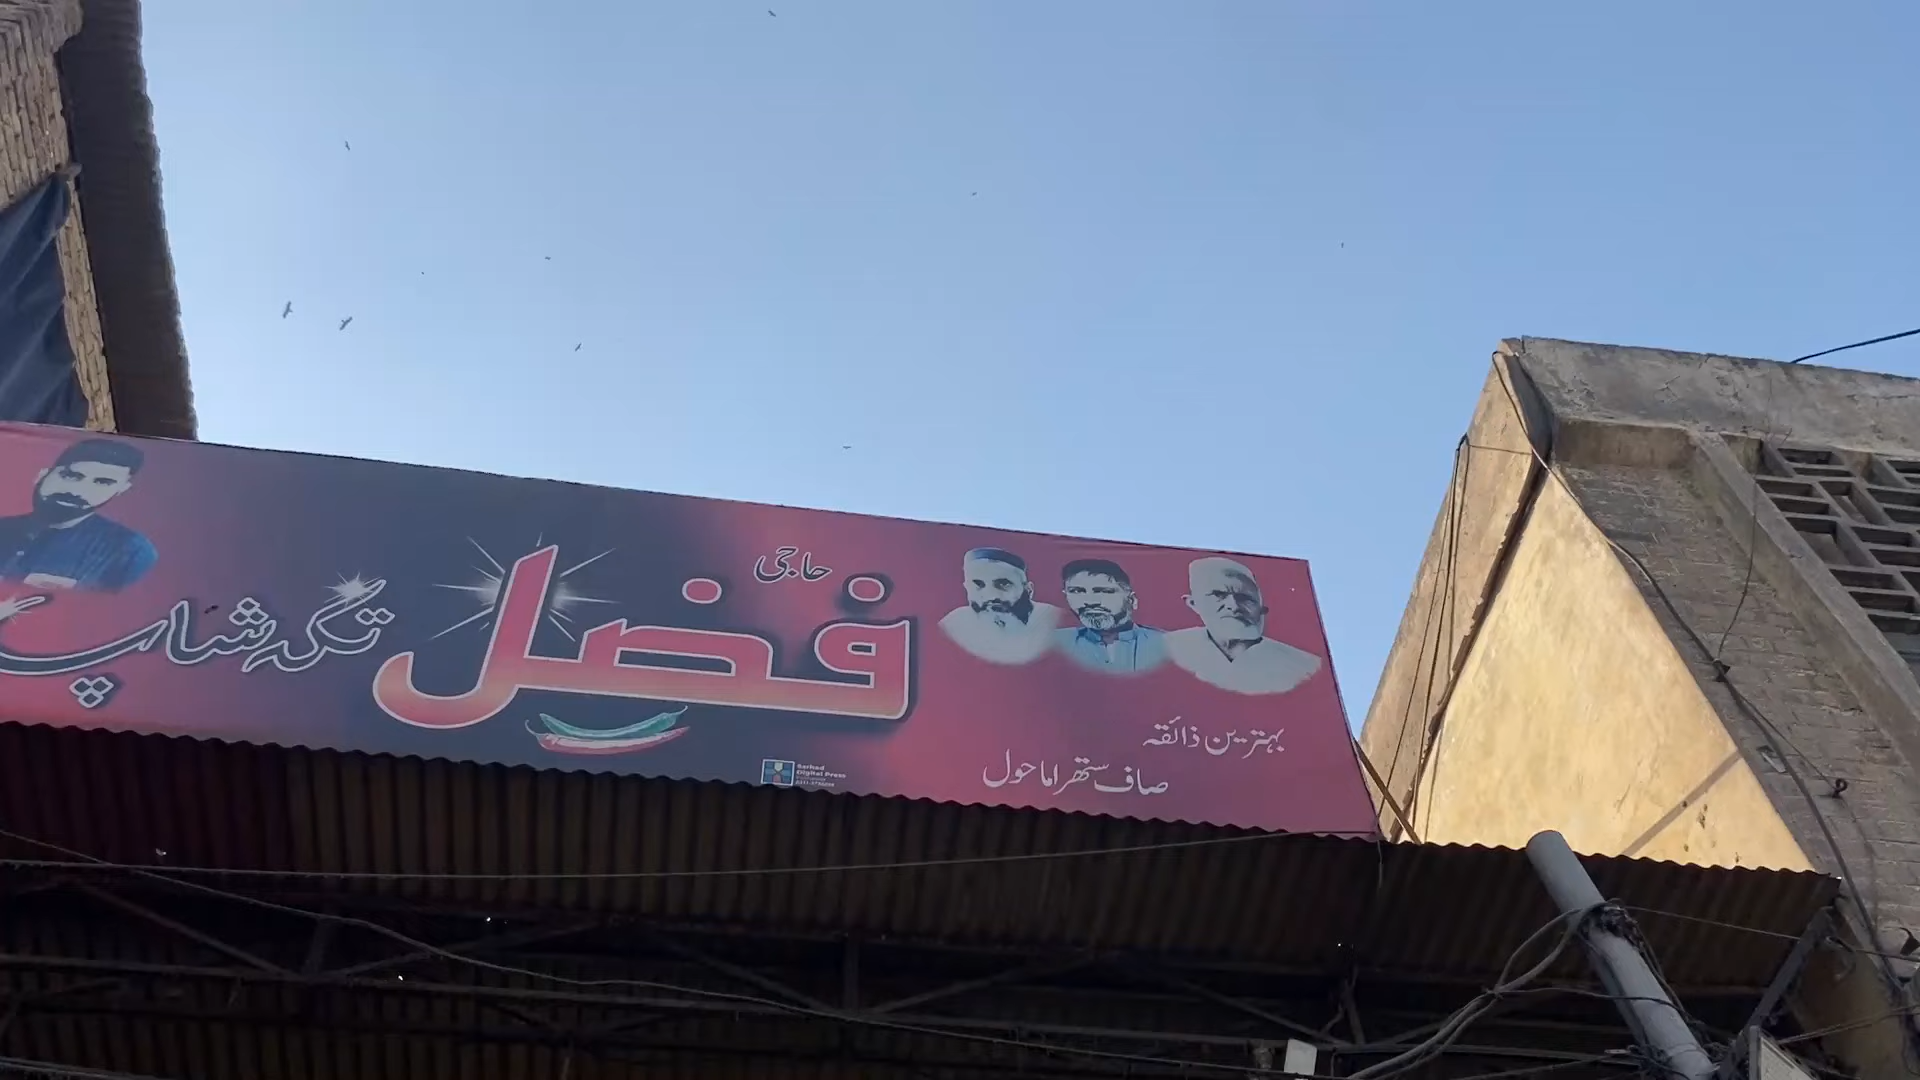 حاجی
فضل تکہ شاپ
بہترین ذائقہ
صاف ستھرا ماحول
Sarhad
Digital Press